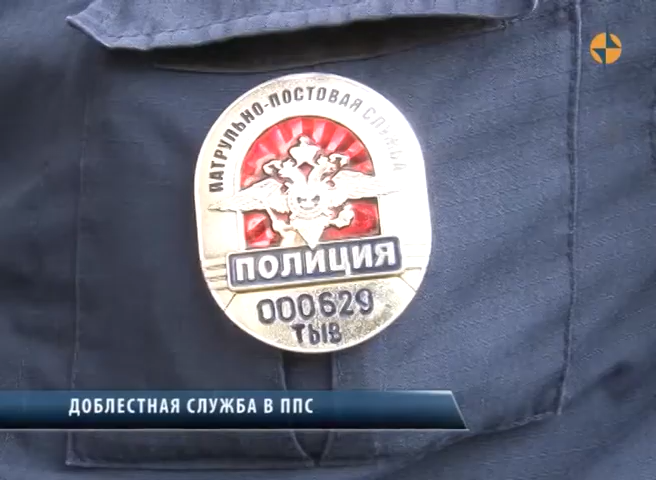 ПАТРУЛЬНО-ПОСТОВАЯ СЛУЖБА
ПОЛИЦИЯ
000629
ТЫВ
ДОБЛЕСТНАЯ СЛУЖБА В ППС